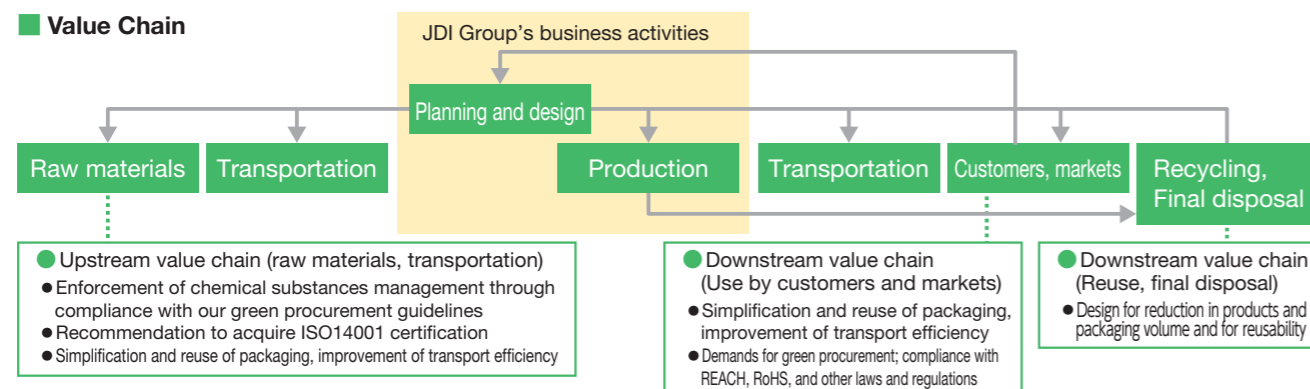 Value Chain
JDI Group's business activities
Planning and design
Raw materials
Transportation
Production
Transportation
Customers, markets
Recycling,
Final disposal
● Upstream value chain (raw materials, transportation)
● Enforcement of chemical substances management through
compliance with our green procurement guidelines
● Recommendation to acquire ISO14001 certification
● Simplification and reuse of packaging, improvement of transport efficiency
● Downstream value chain
(Use by customers and markets)
● Simplification and reuse of packaging,
improvement of transport efficiency
● Demands for green procurement; compliance with
REACH, RoHS, and other laws and regulations
● Downstream value chain
(Reuse, final disposal)
● Design for reduction in products and
packaging volume and for reusability